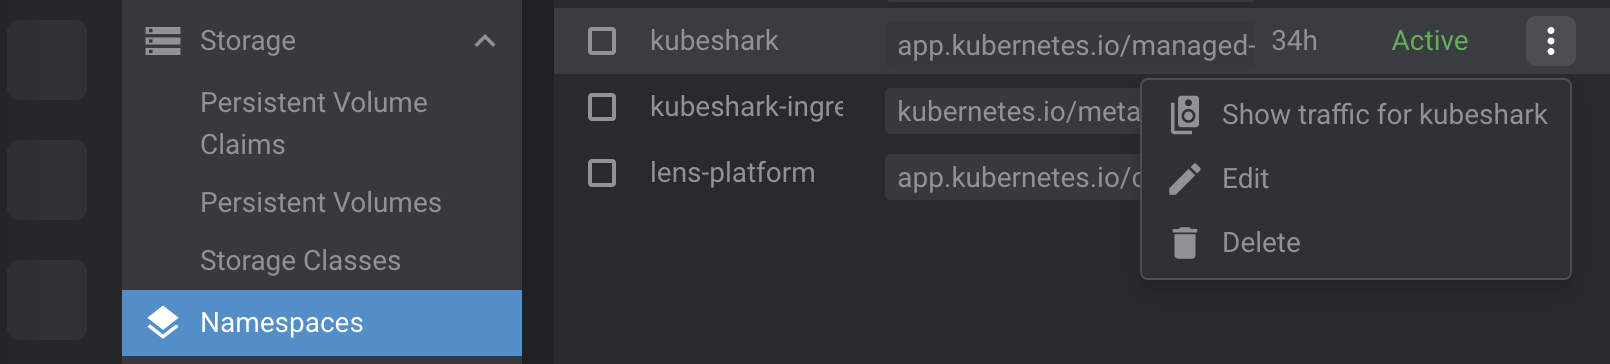 Storage
Persistent Volume
Claims
Persistent Volumes
Storage Classes
Namespaces
kubeshark app.kubernetes.io/managed- 34h Active
kubeshark-ingre kubernetes.io/meta
lens-platform app.kubernetes.io/c
Show traffic for kubeshark
Edit
Delete